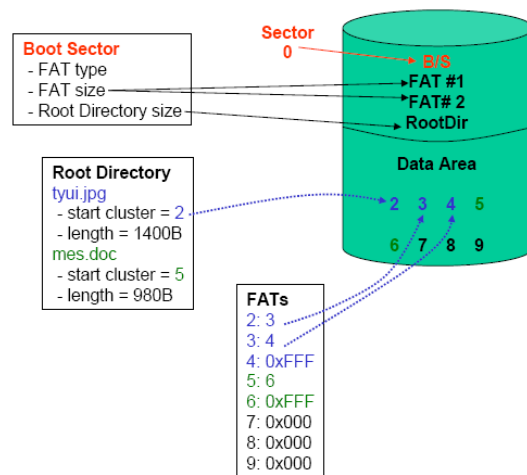 Boot Sector
- FAT type
- FAT size
- Root Directory size
Sector
0
B/S
FAT #1
FAT# 2
RootDir
Data Area
2 3 4 5
6 7 8 9
Root Directory
tyui.jpg
- start cluster = 2
- length = 1400B
mes.doc
- start cluster = 5
- length = 980B
FATs
2: 3
3: 4
4: 0xFFF
5: 6
6: 0xFFF
7: 0x000
8: 0x000
9: 0x000